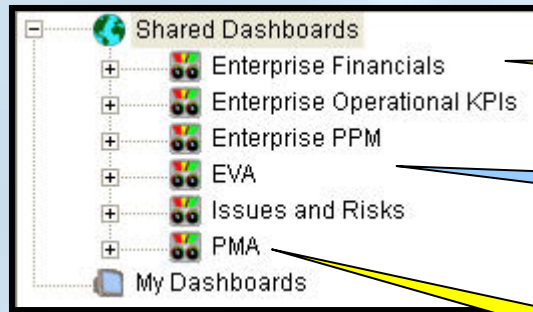 Shared Dashboards
Enterprise Financials
Enterprise Operational KPIs
Enterprise PPM
EVA
Issues and Risks
PMA
My Dashboards